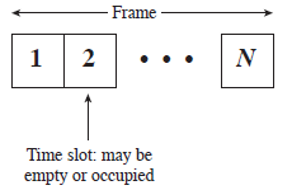 Frame
1 2 • • • N
Time slot: may be
empty or occupied